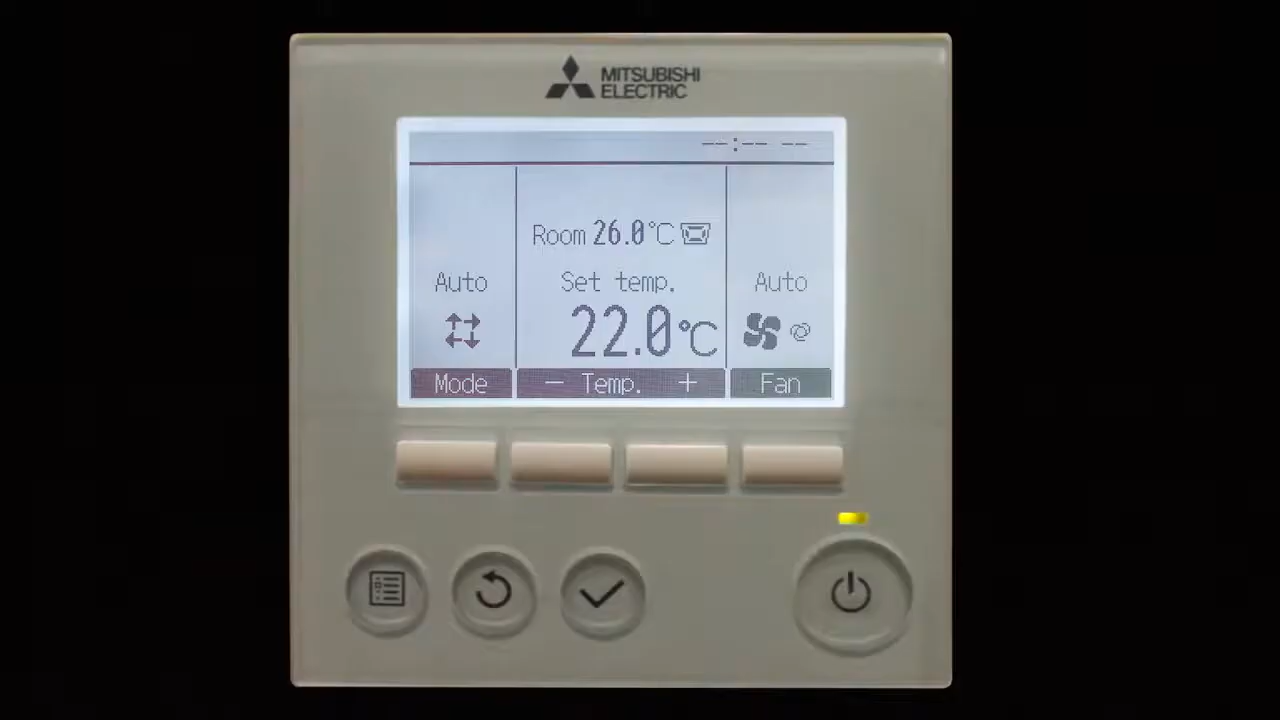 MITSUBISHI
ELECTRIC
--:-- --
Room 26.0°C
Auto
Set temp.
Auto
22.0°C
Mode
− Temp. +
Fan